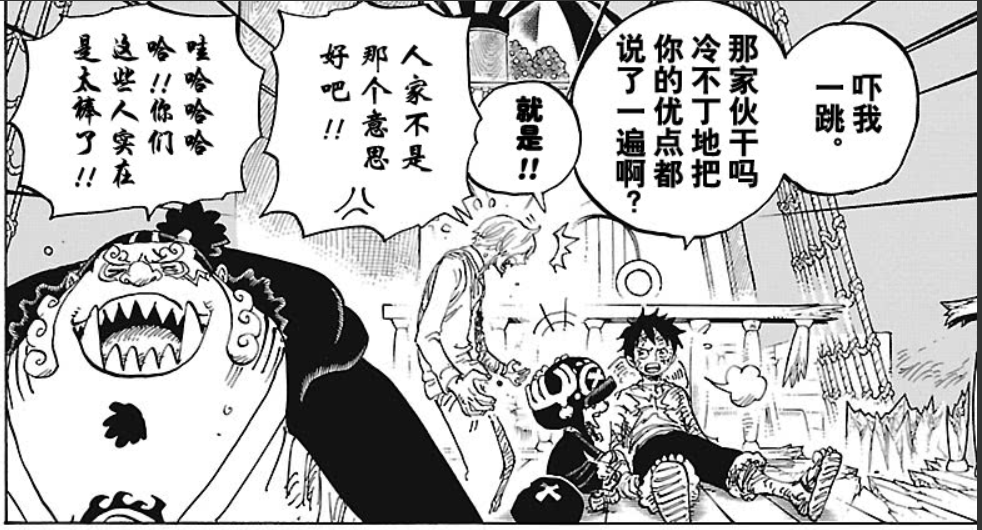 吓我
一跳。
那家伙干吗
冷不丁地把
你的优点都
说了一遍啊？
就是！！
人家不是
那个意思
好吧！！
哇哈哈哈哈
哈！！你们
这些人实在
是太棒了！！